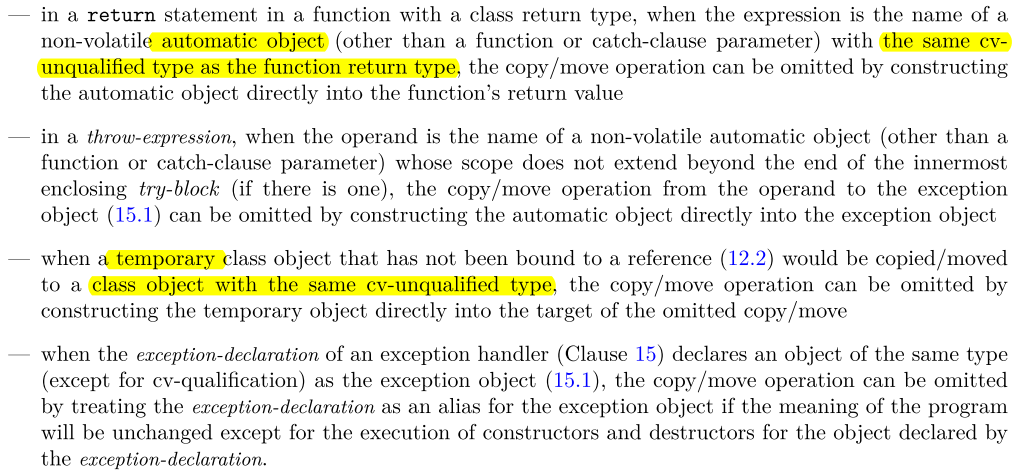 — in a return statement in a function with a class return type, when the expression is the name of a
non-volatile automatic object (other than a function or catch-clause parameter) with the same cv-
unqualified type as the function return type, the copy/move operation can be omitted by constructing
the automatic object directly into the function’s return value
— in a throw-expression, when the operand is the name of a non-volatile automatic object (other than a
function or catch-clause parameter) whose scope does not extend beyond the end of the innermost
enclosing try-block (if there is one), the copy/move operation from the operand to the exception
object (15.1) can be omitted by constructing the automatic object directly into the exception object
— when a temporary class object that has not been bound to a reference (12.2) would be copied/moved
to a class object with the same cv-unqualified type, the copy/move operation can be omitted by
constructing the temporary object directly into the target of the omitted copy/move
— when the exception-declaration of an exception handler (Clause 15) declares an object of the same type
(except for cv-qualification) as the exception object (15.1), the copy/move operation can be omitted
by treating the exception-declaration as an alias for the exception object if the meaning of the program
will be unchanged except for the execution of constructors and destructors for the object declared by
the exception-declaration.